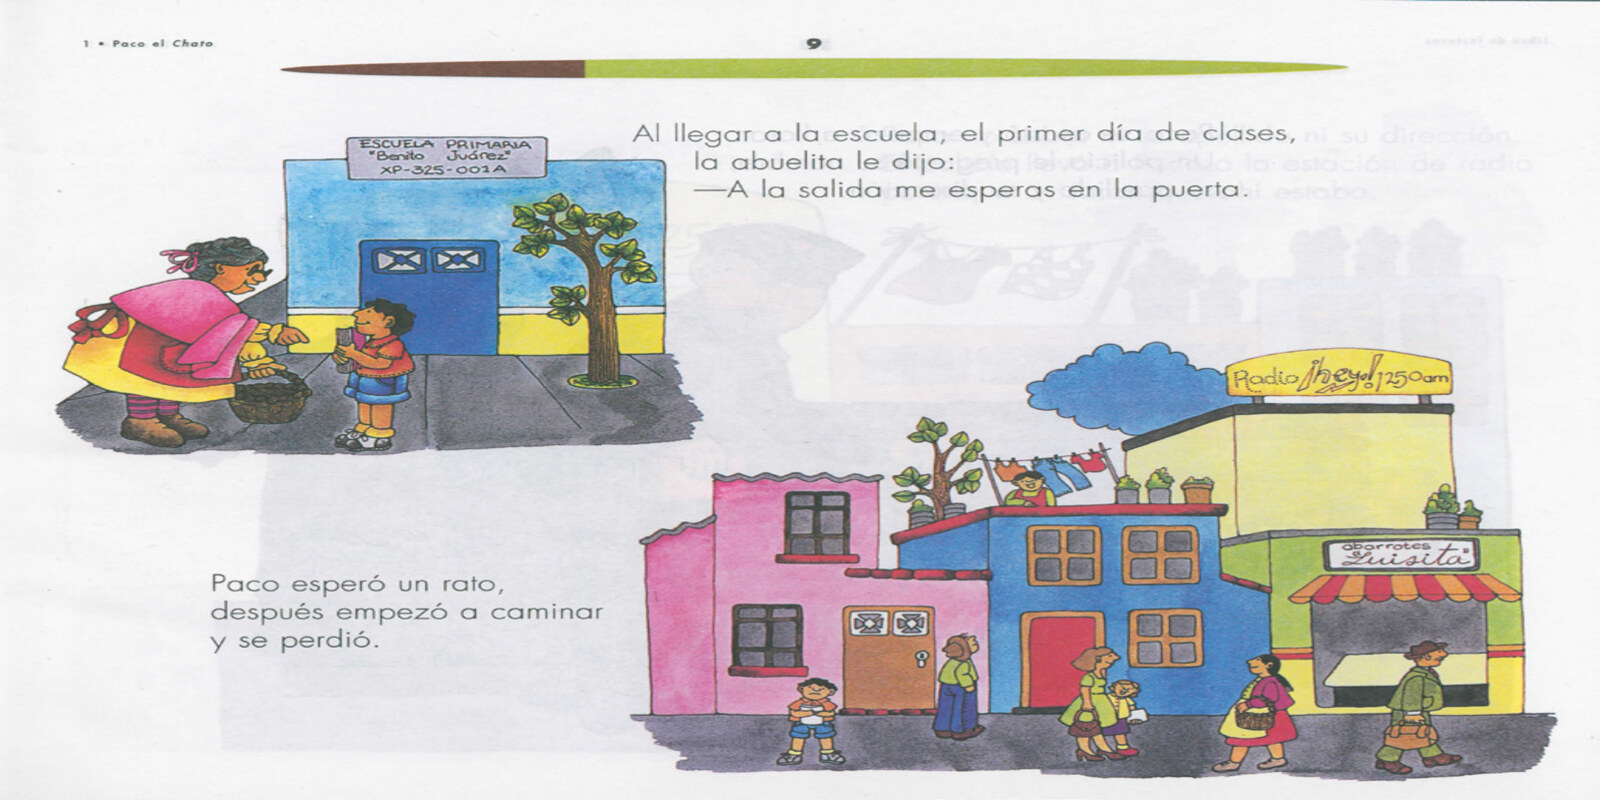 1 • Paco el Chato
9
Al llegar a la escuela, el primer día de clases,
la abuelita le dijo:
—A la salida me esperas en la puerta.
ESCUELA PRIMARIA
"Benito Juárez"
XP-325-001A
Radio ¡hey! 1250am
abarrotes
"Luisita"
Paco esperó un rato,
después empezó a caminar
y se perdió.